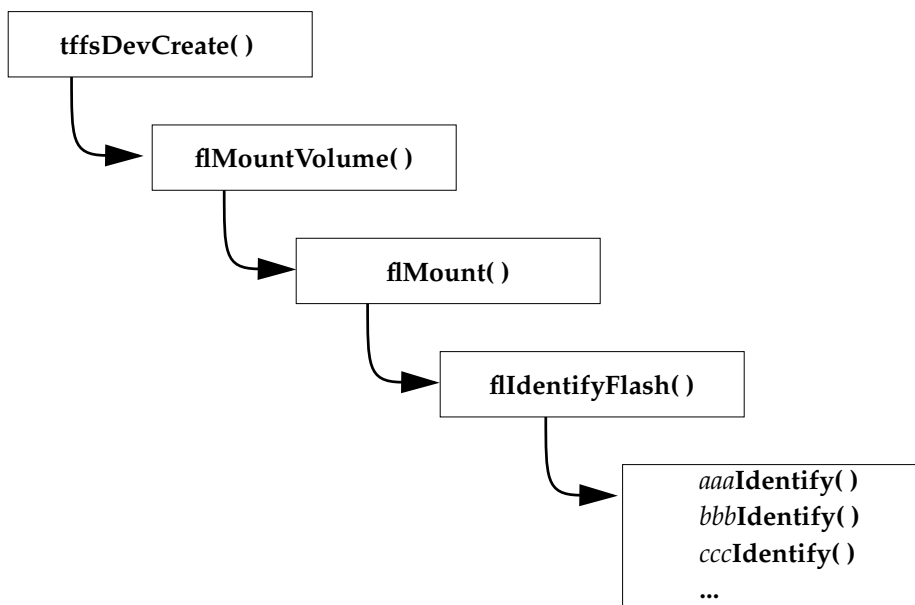 tffsDevCreate( )
flMountVolume( )
flMount( )
flIdentifyFlash( )
aaaIdentify( )
bbbIdentify( )
cccIdentify( )
...